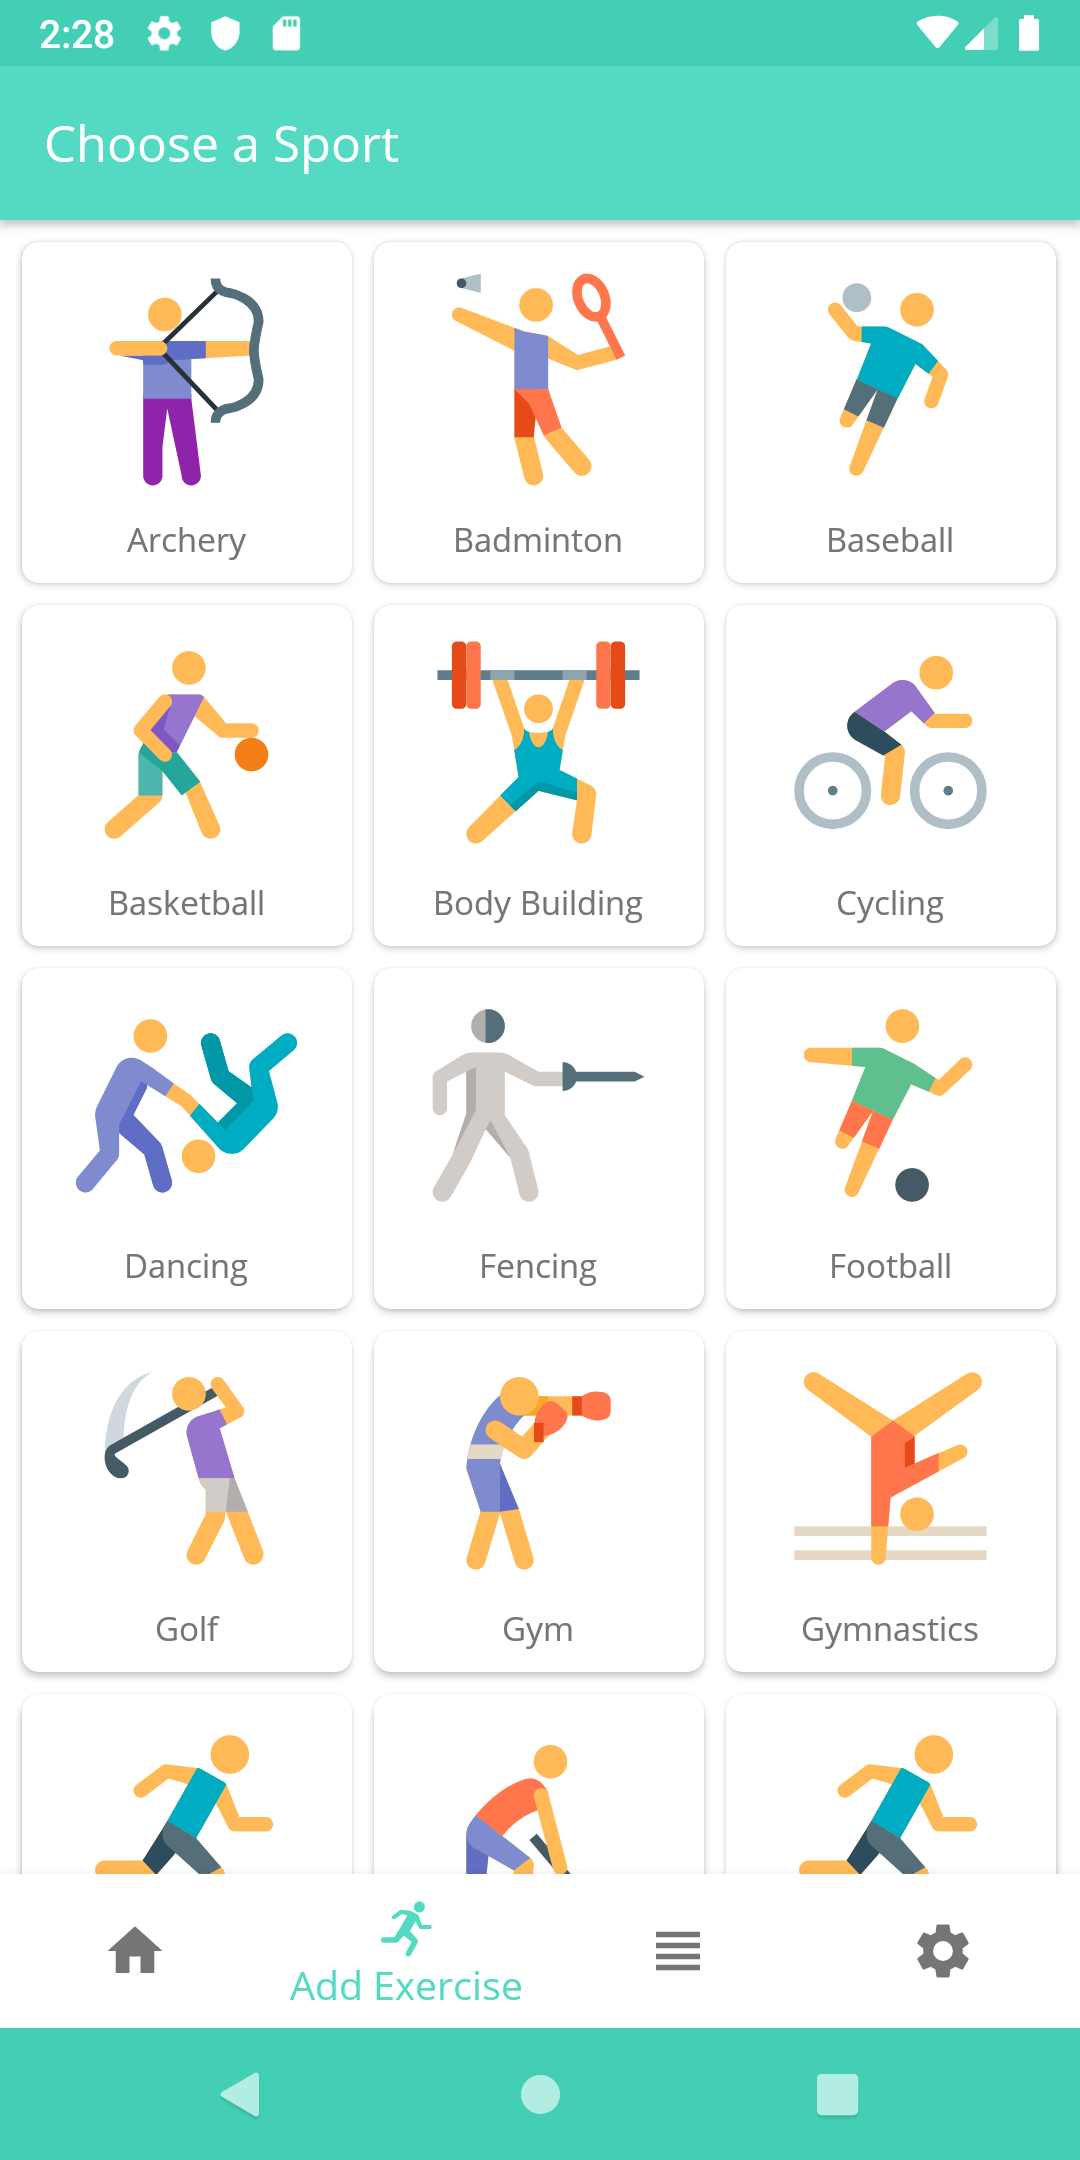 2:28
Choose a Sport
Archery
Badminton
Baseball
Basketball
Body Building
Cycling
Dancing
Fencing
Football
Golf
Gym
Gymnastics
Add Exercise